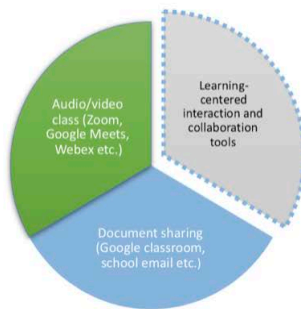 Audio/video
class (Zoom,
Google Meets,
Webex etc.)
Learning-
centered
interaction and
collaboration
tools
Document sharing
(Google classroom,
school email etc.)